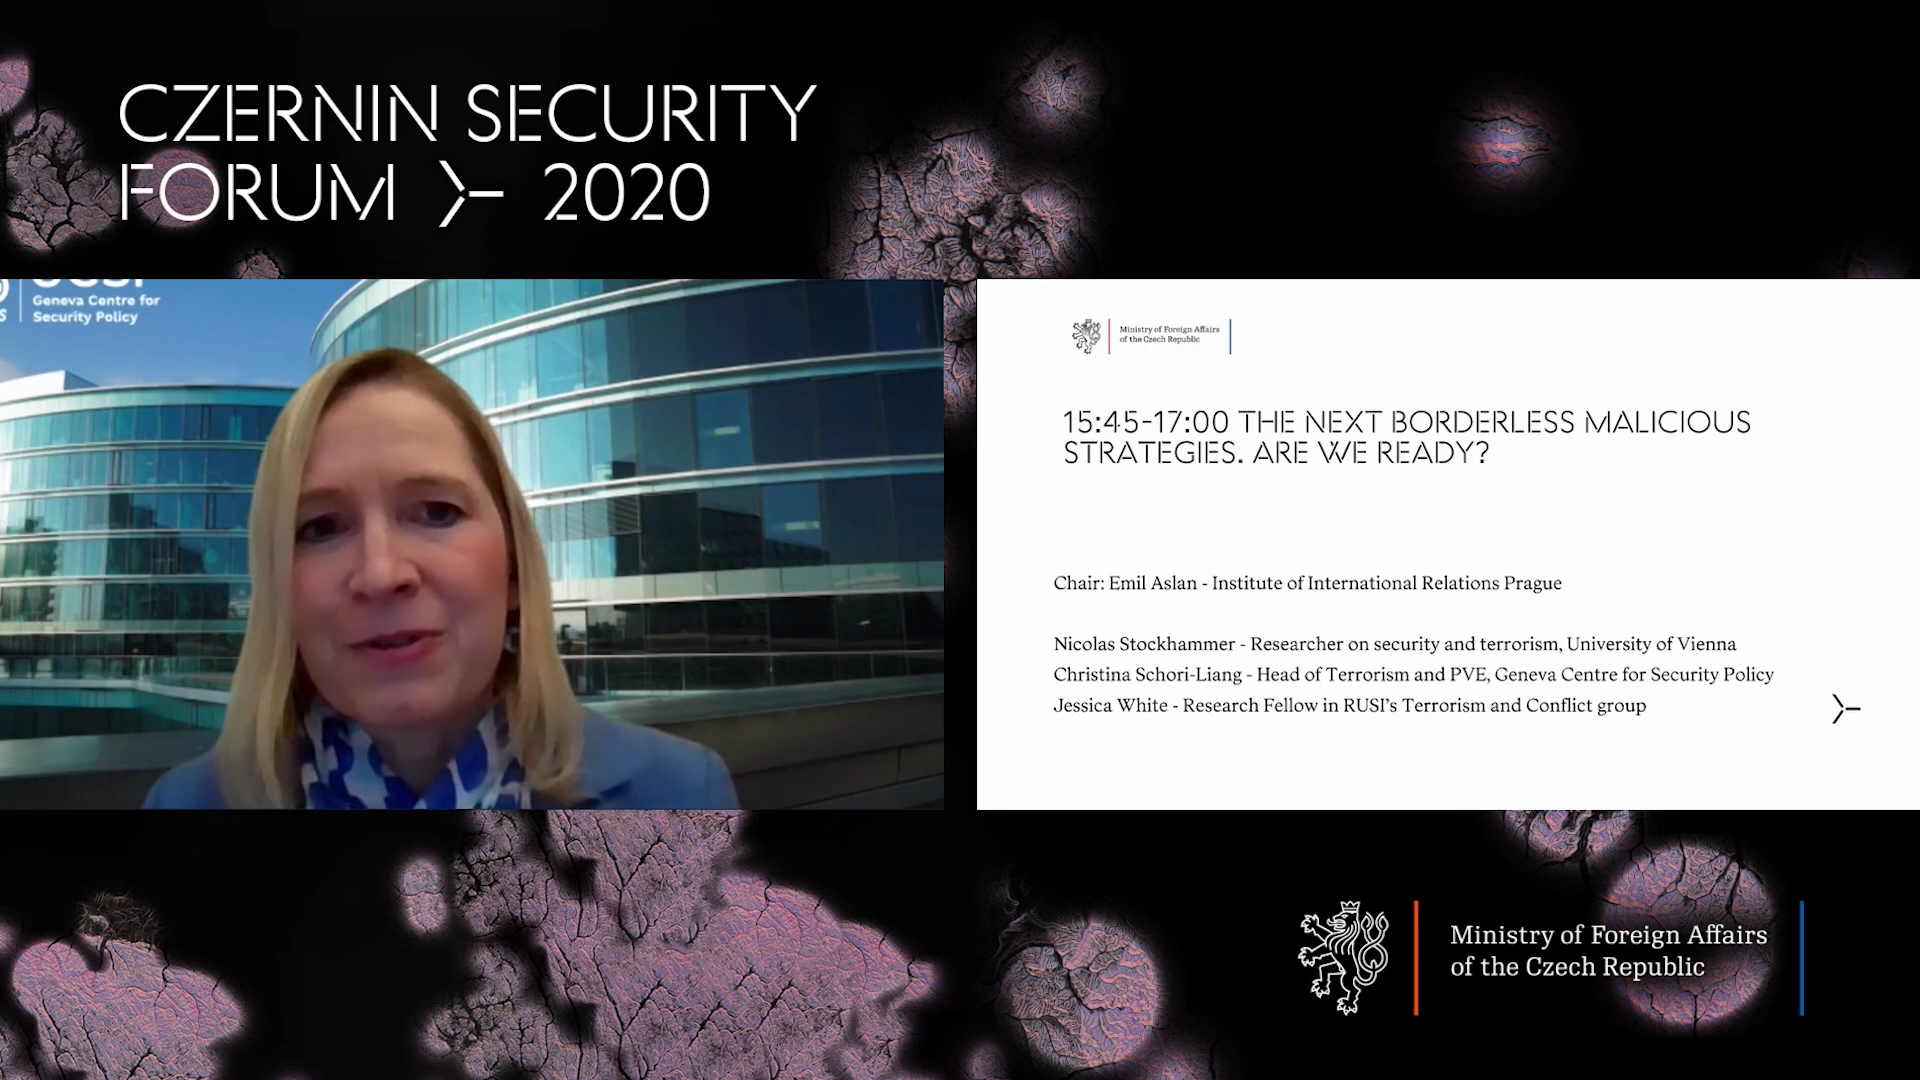 CZERNIN SECURITY
FORUM 2020
Geneva Centre for
Security Policy
Ministry of Foreign Affairs
of the Czech Republic
15:45-17:00 THE NEXT BORDERLESS MALICIOUS
STRATEGIES. ARE WE READY?
Chair: Emil Aslan - Institute of International Relations Prague
Nicolas Stockhammer - Researcher on security and terrorism, University of Vienna
Christina Schori-Liang - Head of Terrorism and PVE, Geneva Centre for Security Policy
Jessica White - Research Fellow in RUSI's Terrorism and Conflict group
Ministry of Foreign Affairs
of the Czech Republic